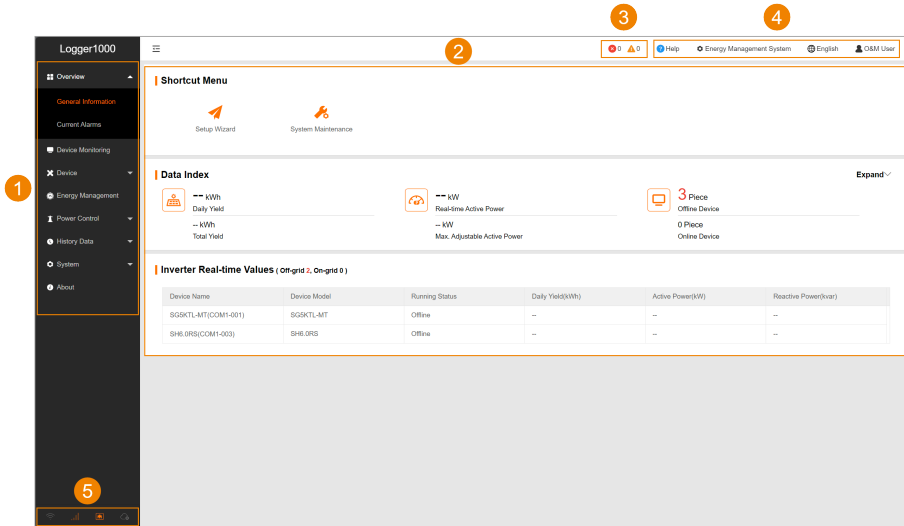 3
4
Logger1000
2
0 0
Help
Energy Management System
English
O&M User
1
Overview
General Information
Current Alarms
Device Monitoring
Device
Energy Management
Power Control
History Data
System
About
5
Shortcut Menu
Setup Wizard
System Maintenance
Data Index
Expand
-- kWh
Daily Yield
-- kWh
Total Yield
-- kW
Real-time Active Power
-- kW
Max. Adjustable Active Power
3 Piece
Offline Device
0 Piece
Online Device
Inverter Real-time Values ( Off-grid 2, On-grid 0 )
Device Name Device Model Running Status Daily Yield(kWh) Active Power(kW) Reactive Power(kvar)
SG5KTL-MT(COM1-001) SG5KTL-MT Offline -- -- --
SH6.0RS(COM1-003) SH6.0RS Offline -- -- --